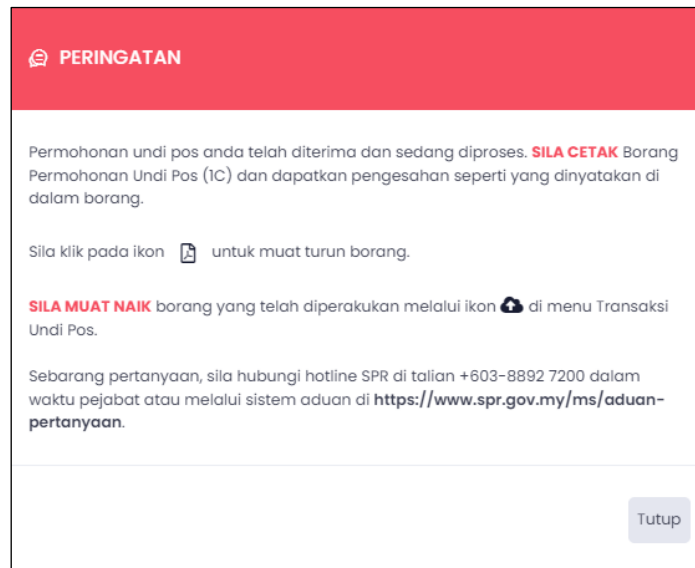 PERINGATAN
Permohonan undi pos anda telah diterima dan sedang diproses. SILA CETAK Borang
Permohonan Undi Pos (1C) dan dapatkan pengesahan seperti yang dinyatakan di
dalam borang.
Sila klik pada ikon untuk muat turun borang.
SILA MUAT NAIK borang yang telah diperakukan melalui ikon di menu Transaksi
Undi Pos.
Sebarang pertanyaan, sila hubungi hotline SPR di talian +603-8892 7200 dalam
waktu pejabat atau melalui sistem aduan di https://www.spr.gov.my/ms/aduan-
pertanyaan.
Tutup